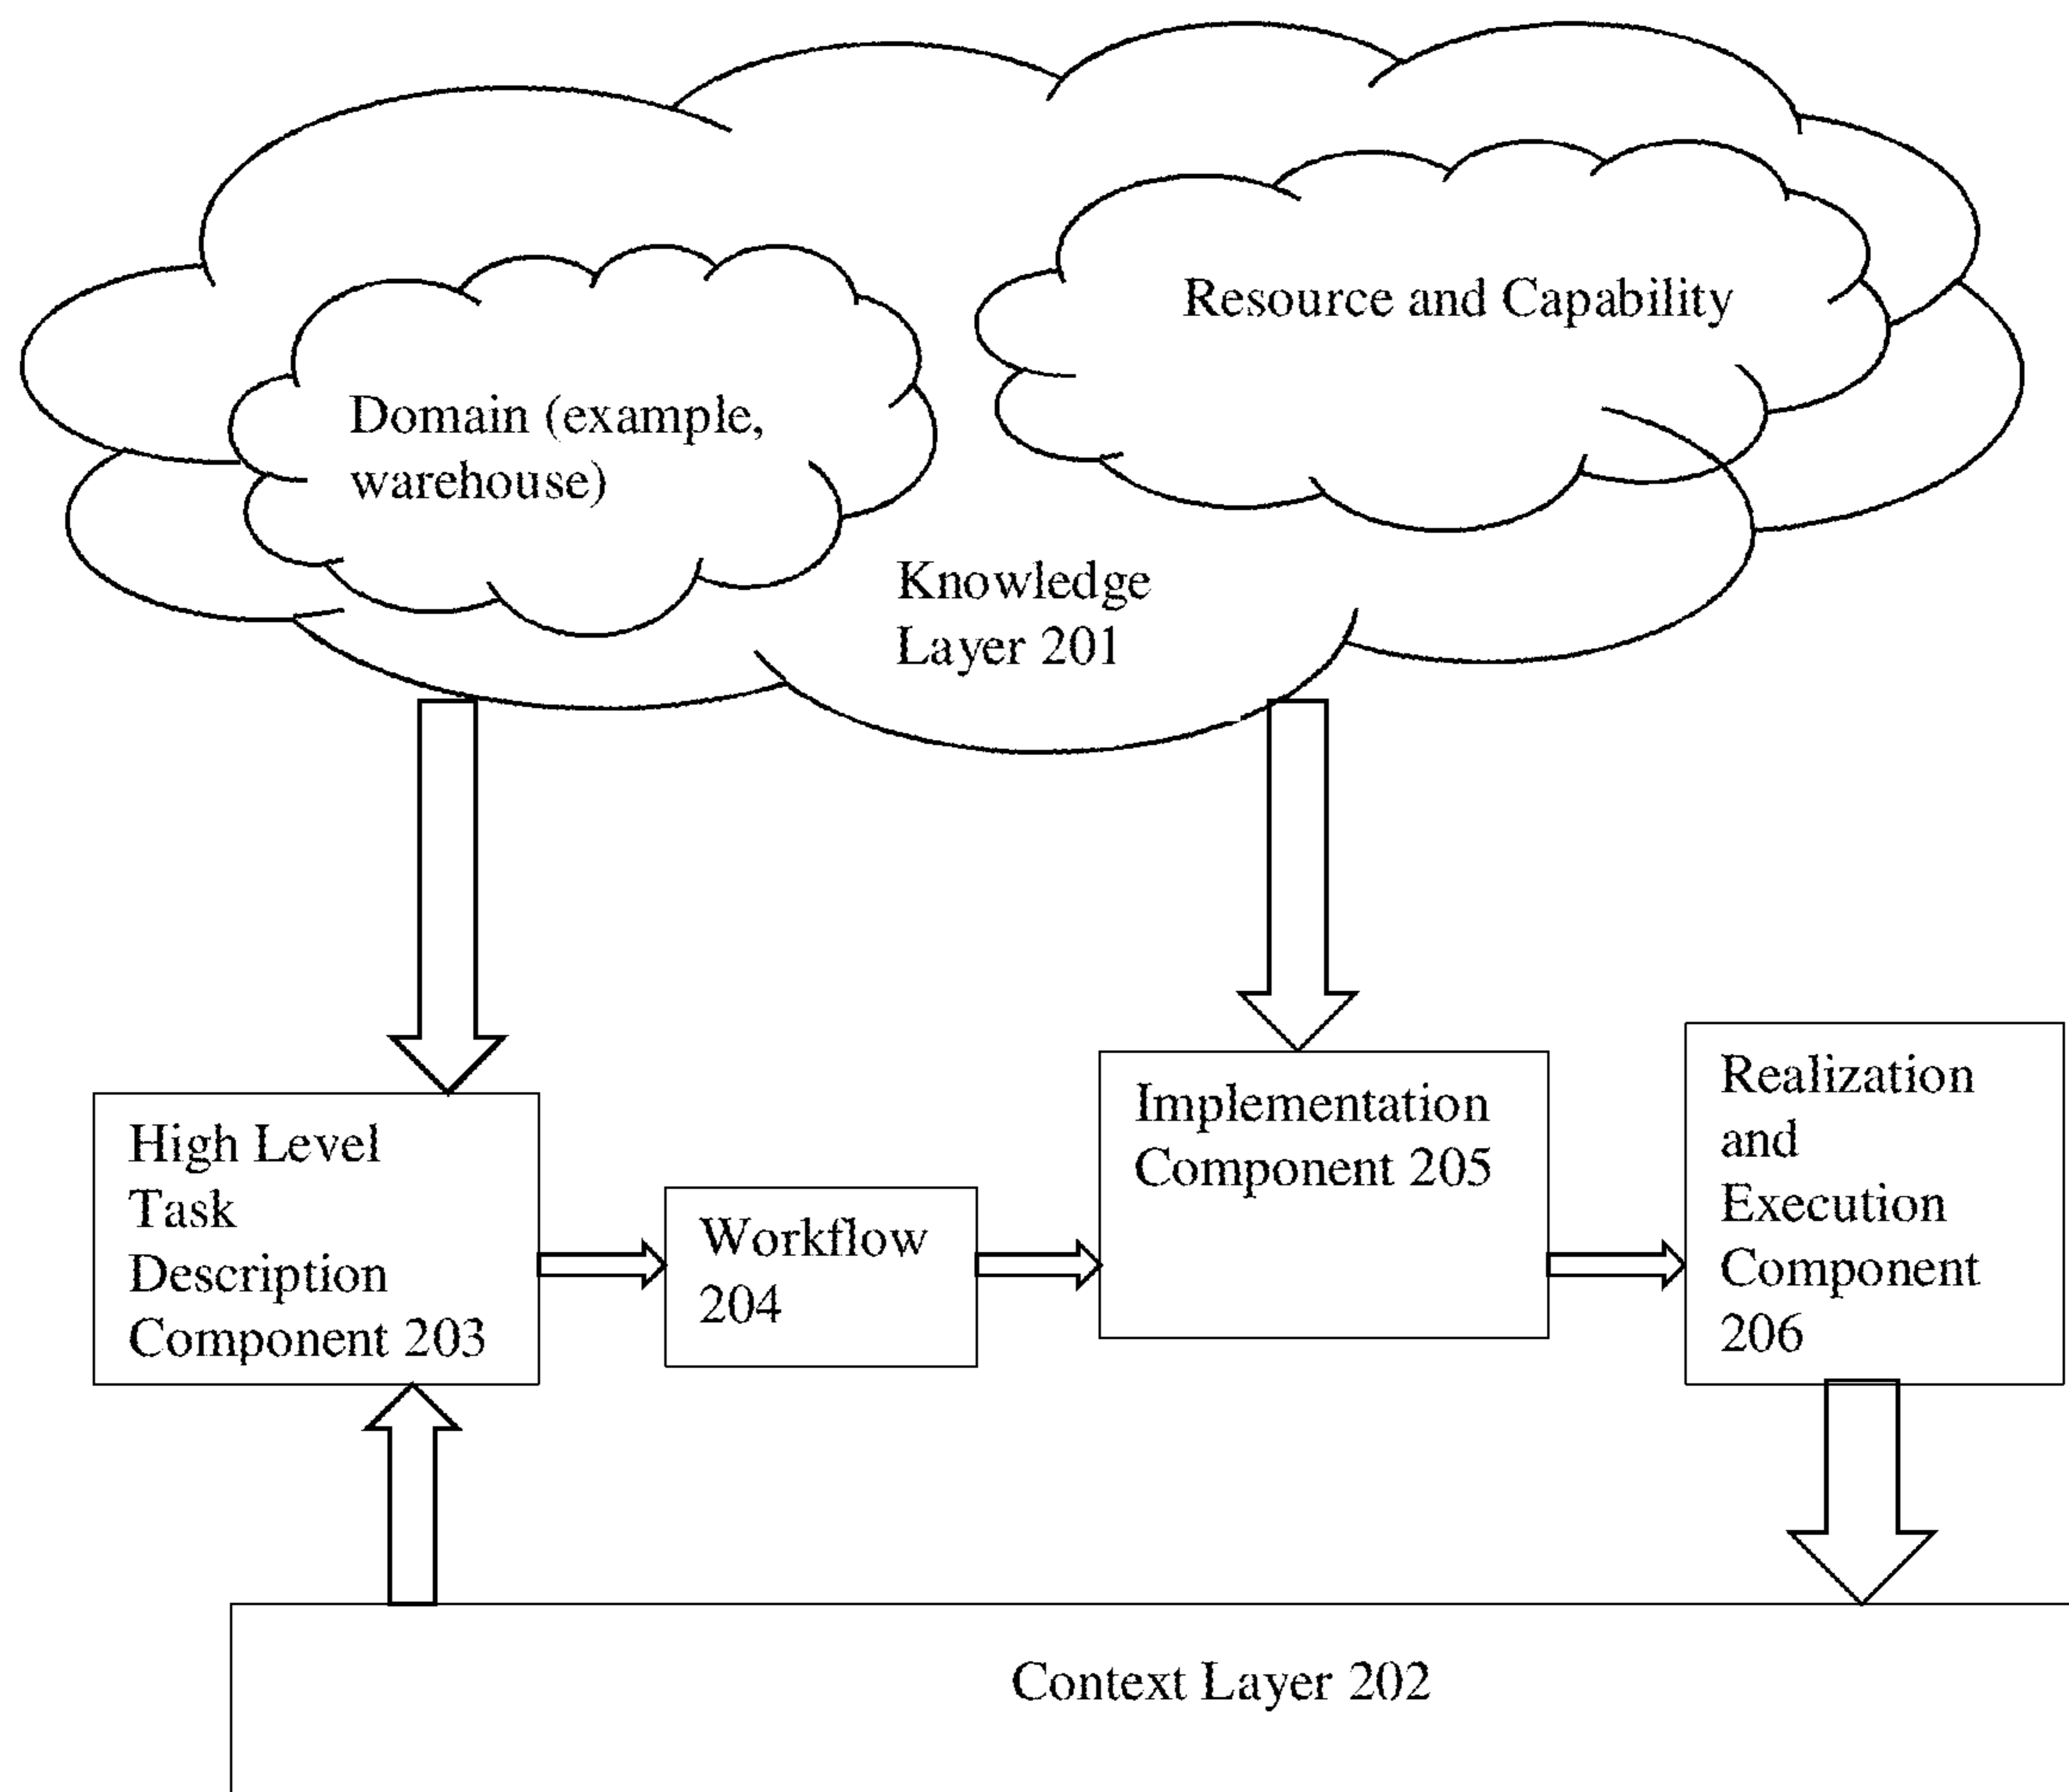 Resource and Capability
Domain (example,
warehouse)
Knowledge
Layer 201
High Level
Task
Description
Component 203
Workflow
204
Implementation
Component 205
Realization
and
Execution
Component
206
Context Layer 202